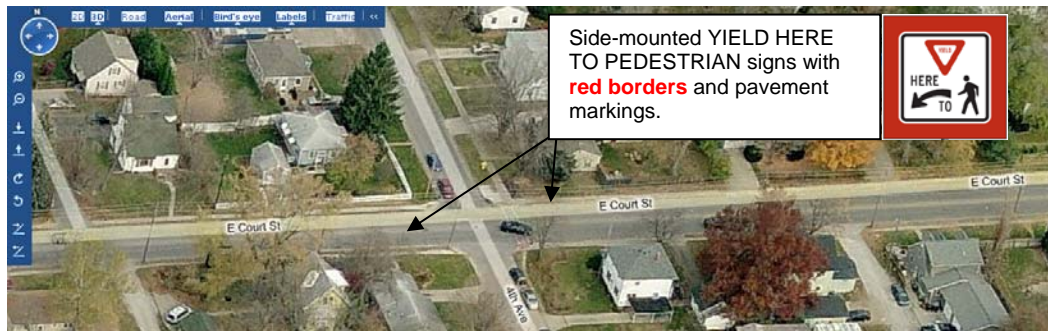 N
2D 3D Road Aerial Bird's eye Labels Traffic <<
Side-mounted YIELD HERE
TO PEDESTRIAN signs with
red borders and pavement
markings.
YIELD
HERE
TO
E Court St
E Court St
E Court St
4th Ave